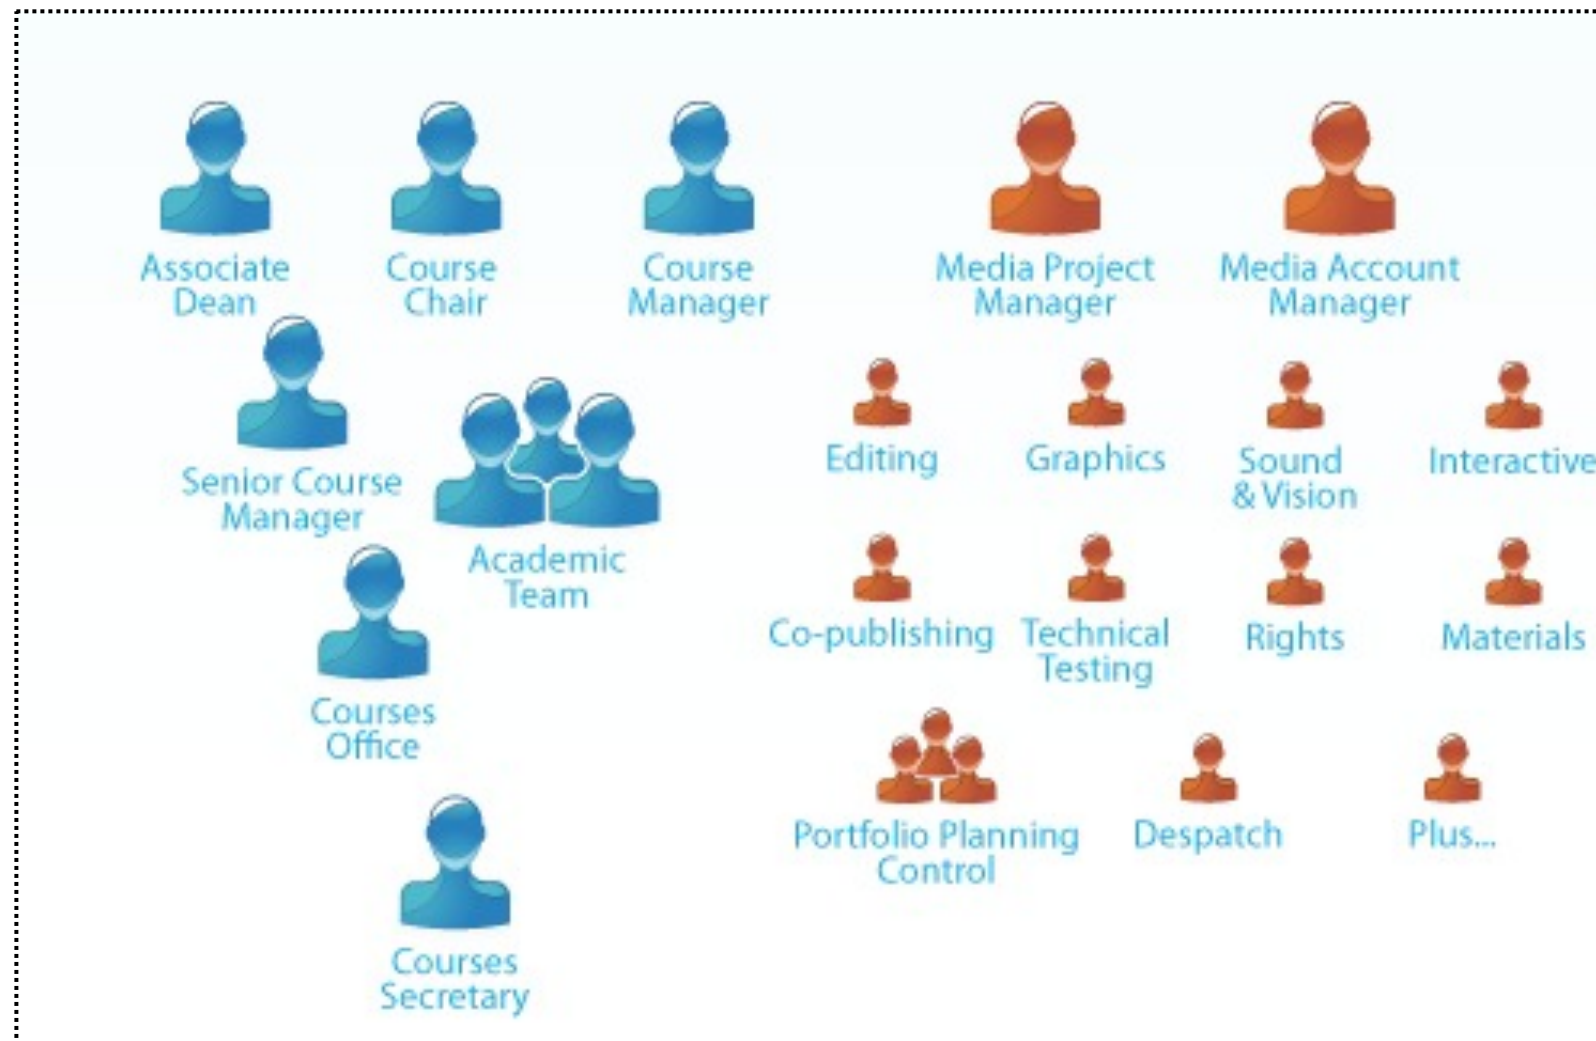 Associate
Dean
Course
Chair
Course
Manager
Media Project
Manager
Media Account
Manager
Senior Course
Manager
Academic
Team
Courses
Office
Courses
Secretary
Editing
Graphics
Sound
& Vision
Interactive
Co-publishing
Technical
Testing
Rights
Materials
Portfolio Planning
Control
Despatch
Plus...